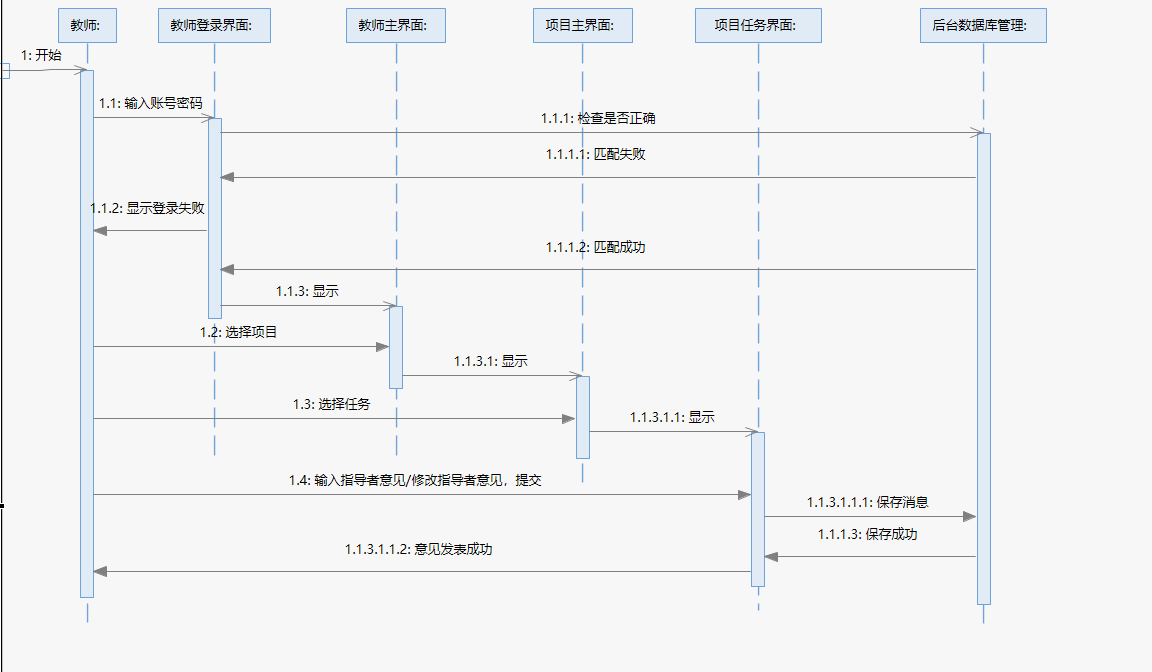 教师:
教师登录界面:
教师主界面:
项目主界面:
项目任务界面:
后台数据库管理:
1: 开始
1.1: 输入账号密码
1.1.1: 检查是否正确
1.1.1.1: 匹配失败
1.1.2: 显示登录失败
1.1.1.2: 匹配成功
1.1.3: 显示
1.2: 选择项目
1.1.3.1: 显示
1.3: 选择任务
1.1.3.1.1: 显示
1.4: 输入指导者意见/修改指导者意见，提交
1.1.3.1.1.1: 保存消息
1.1.1.3: 保存成功
1.1.3.1.1.2: 意见发表成功